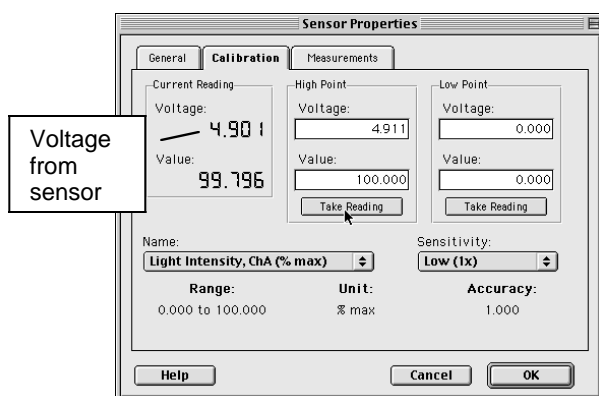 Sensor Properties
General Calibration Measurements
Current Reading High Point Low Point
Voltage: Voltage: Voltage:
4.901 4.911 0.000
Value: Value: Value:
99.796 100.000 0.000
Take Reading Take Reading
Voltage
from
sensor
Name: Sensitivity:
Light Intensity, ChA (% max) Low (1x)
Range: Unit: Accuracy:
0.000 to 100.000 % max 1.000
Help Cancel OK